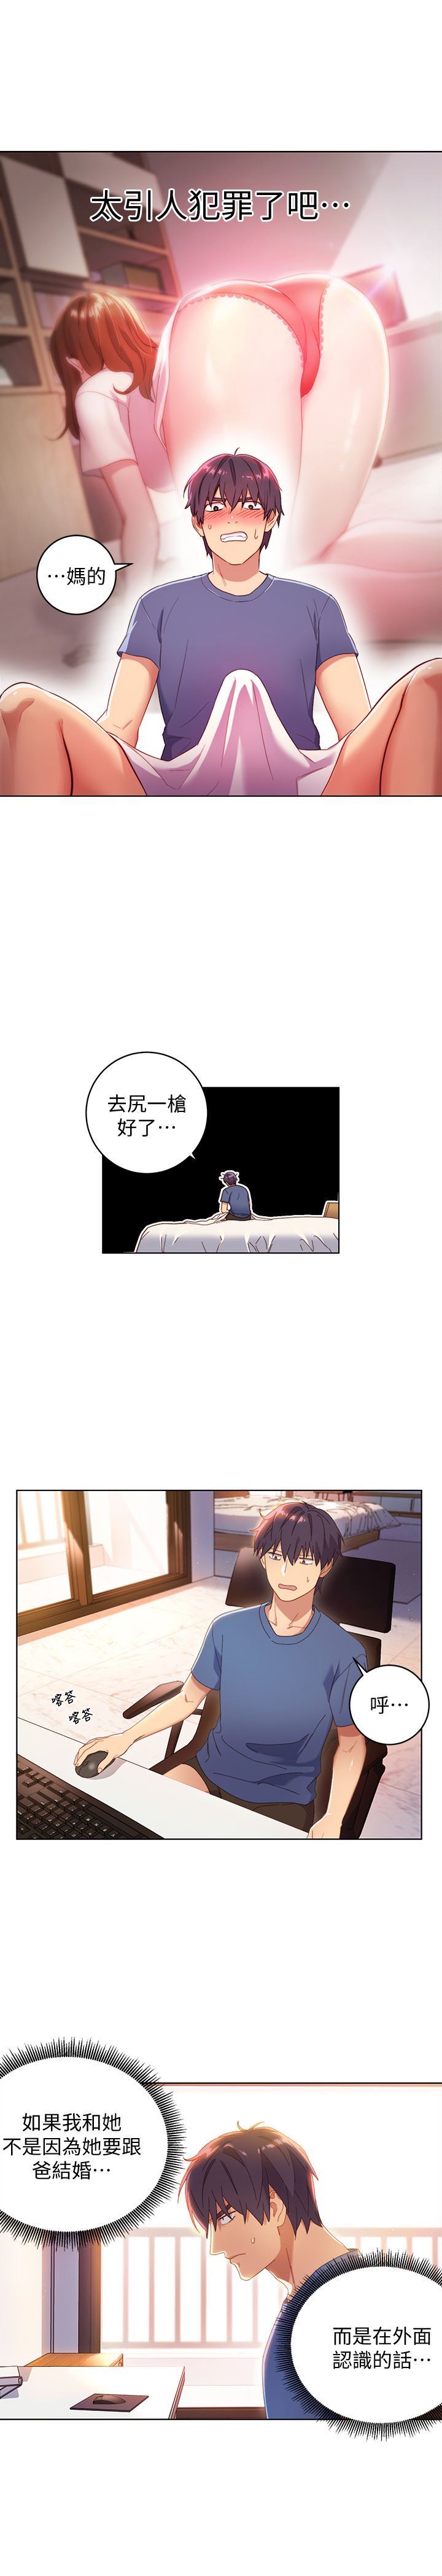 太引人犯罪了吧…
…媽的
去尻一槍
好了…
喀答
喀答
呼…
如果我和她
不是因為她要跟
爸結婚…
而是在外面
認識的話…